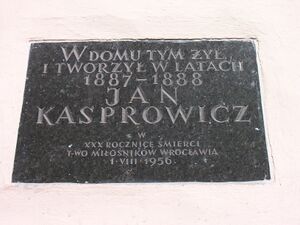 W DOMU TYM ŻYŁ
I TWORZYŁ W LATACH
1887–1888
JAN
KASPROWICZ
W
XXX ROCZNICĘ ŚMIERCI
T-WO MIŁOŚNIKÓW WROCŁAWIA
1·VIII·1956.